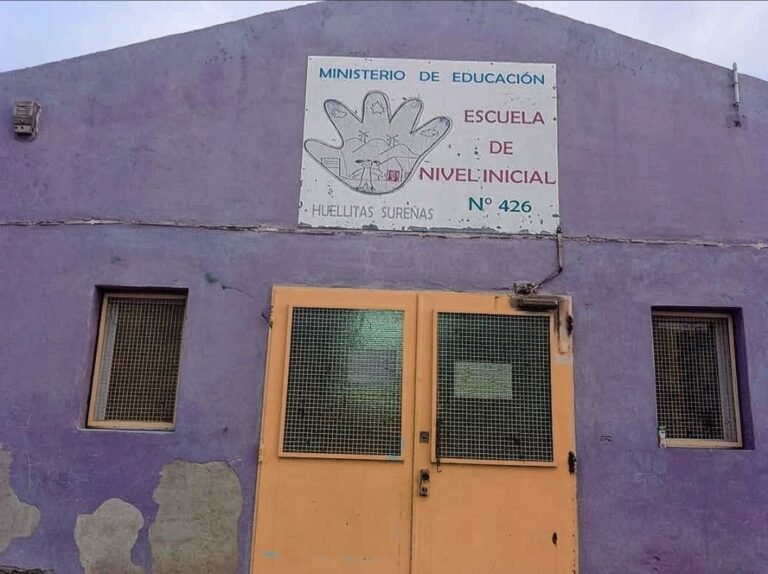 MINISTERIO DE EDUCACIÓN
ESCUELA
DE
NIVEL INICIAL
HUELLITAS SUREÑAS
Nº 426